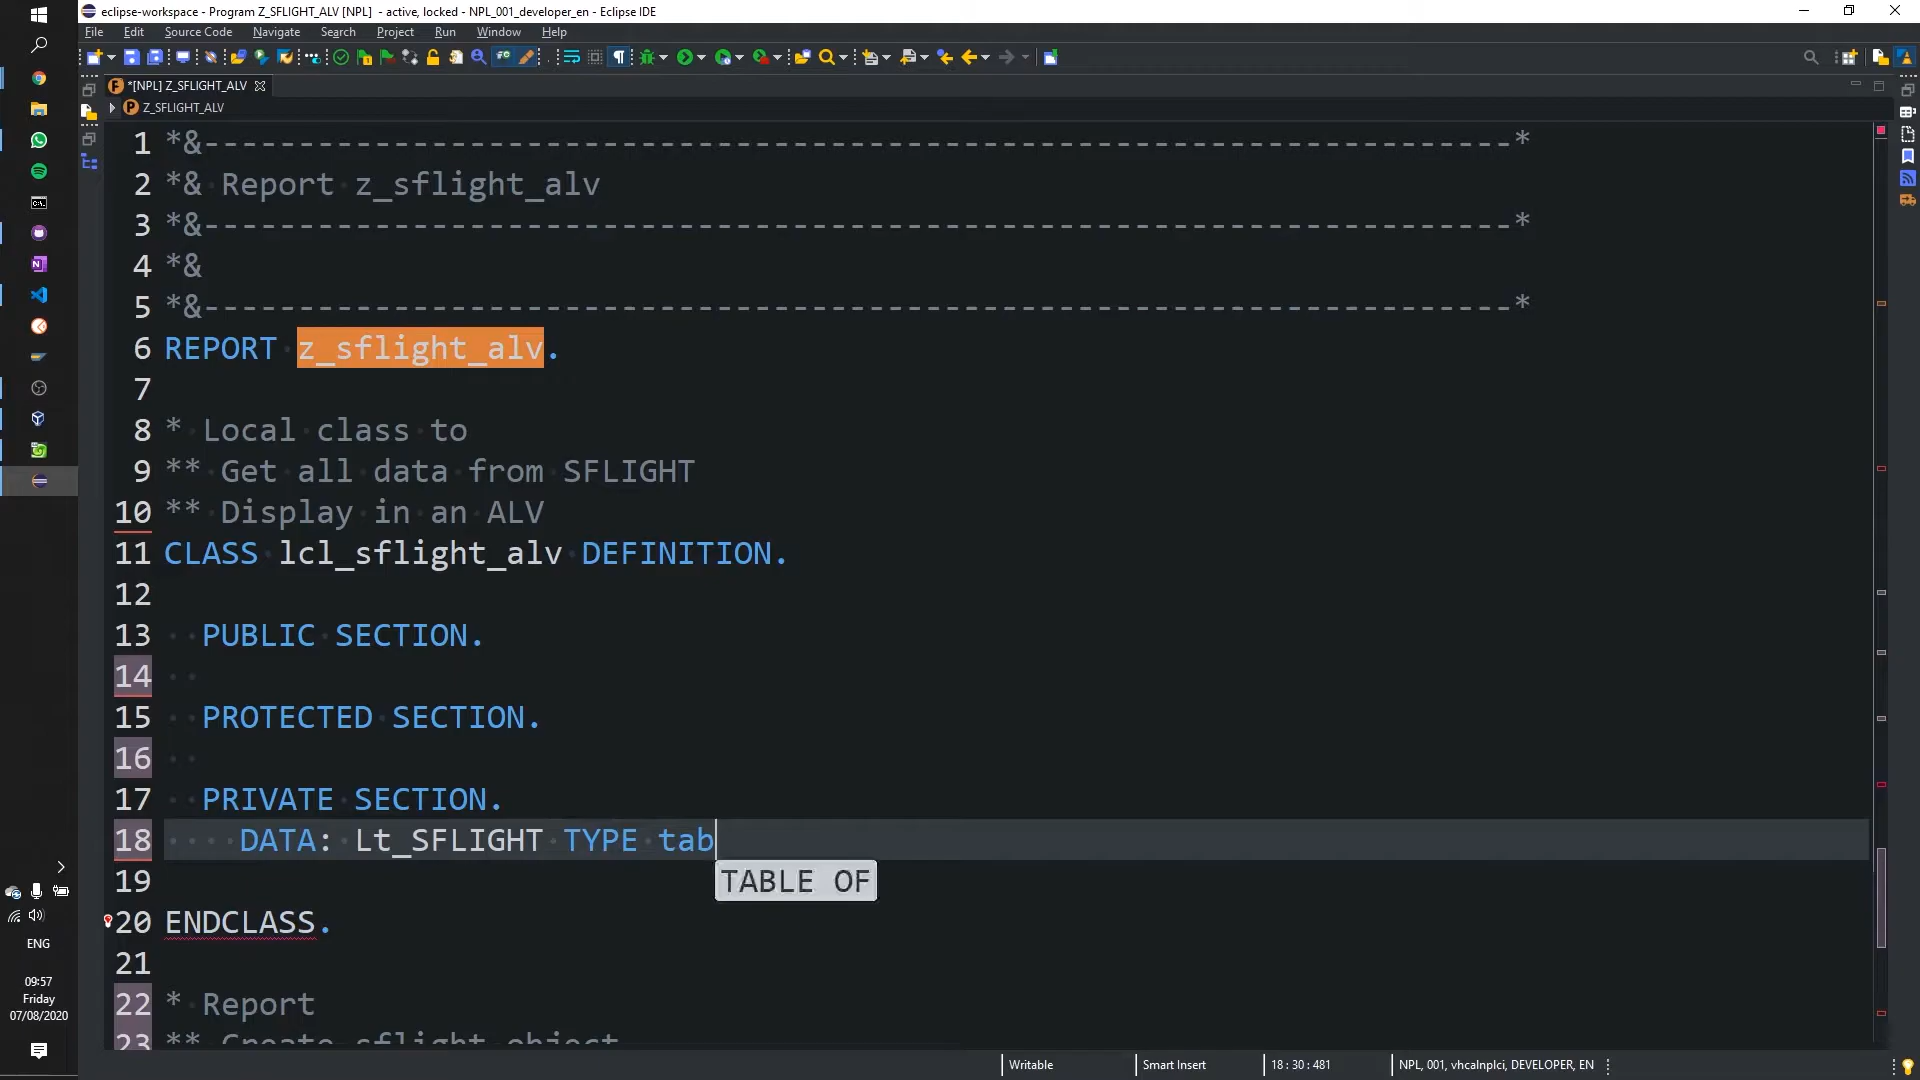 eclipse-workspace - Program Z_SFLIGHT_ALV [NPL]  - active, locked - NPL_001_developer_en - Eclipse IDE
File Edit Source Code Navigate Search Project Run Window Help
*[NPL] Z_SFLIGHT_ALV
Z_SFLIGHT_ALV
1 *&---------------------------------------------------------------------*
2 *& Report z_sflight_alv
3 *&---------------------------------------------------------------------*
4 *&
5 *&---------------------------------------------------------------------*
6 REPORT z_sflight_alv.
7
8 * Local class to
9 ** Get all data from SFLIGHT
10 ** Display in an ALV
11 CLASS lcl_sflight_alv DEFINITION.
12
13 PUBLIC SECTION.
14
15 PROTECTED SECTION.
16
17 PRIVATE SECTION.
18 DATA: Lt_SFLIGHT TYPE tab
TABLE OF
19
20 ENDCLASS.
21
22 * Report
23 ** Create sflight object
ENG
09:57
Friday
07/08/2020
Writable
Smart Insert
18 : 30 : 481
NPL, 001, vhcalnplci, DEVELOPER, EN